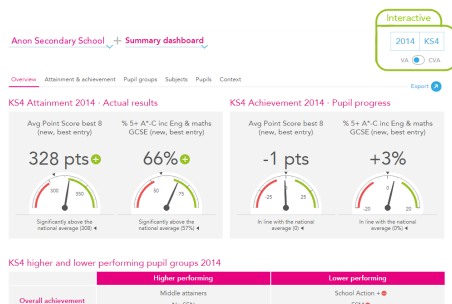 Interactive
Anon Secondary School + Summary dashboard
2014 KS4
VA CVA
Overview Attainment & achievement Pupil groups Subjects Pupils Context
Export
KS4 Attainment 2014 - Actual results
KS4 Achievement 2014 - Pupil progress
Avg Point Score best 8
(new, best entry)
% 5+ A*-C inc Eng & maths
GCSE (new, best entry)
Avg Point Score best 8
(new, best entry)
% 5+ A*-C inc Eng & maths
GCSE (new, best entry)
328 pts+
66%+
-1 pts
+3%
300 350
50 75
-25 0 25
-20 0 20
Significantly above the
national average (308)
Significantly above the
national average (57%)
In line with the national
average (0)
In line with the national
average (0%)
KS4 higher and lower performing pupil groups 2014
Higher performing Lower performing
Overall achievement
Middle attainers
School Action +